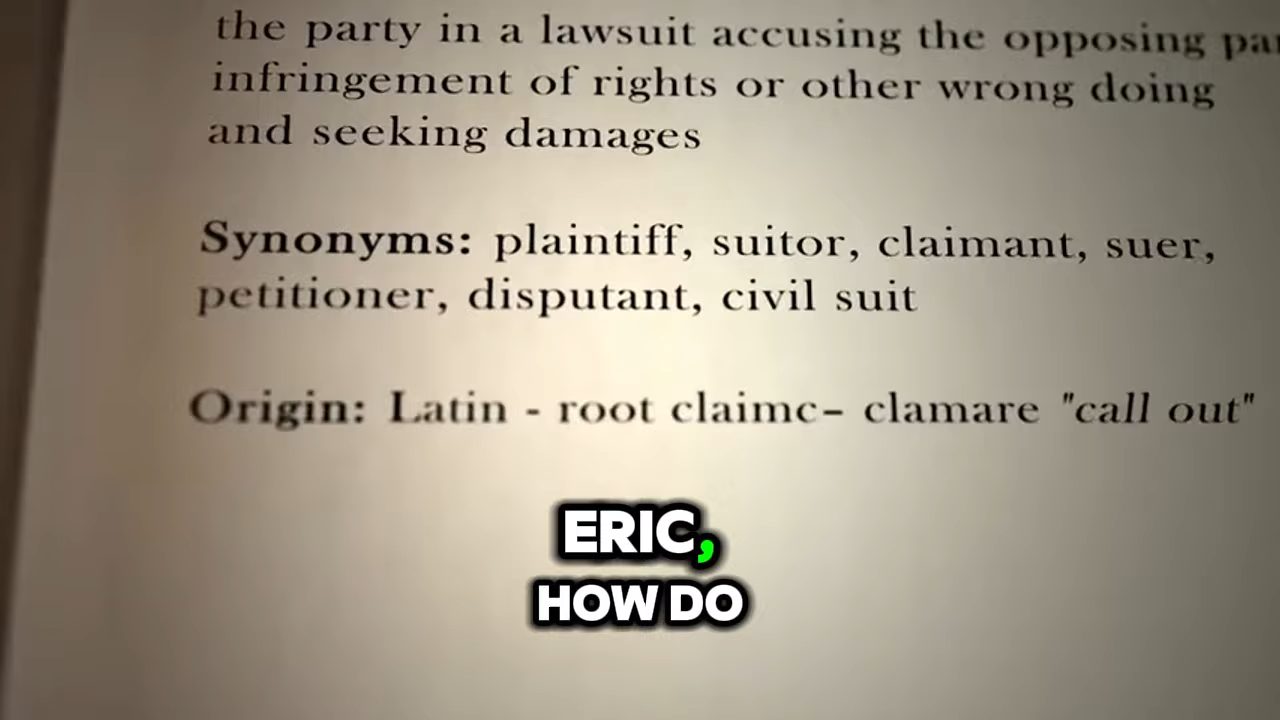 the party in a lawsuit accusing the opposing
infringement of rights or other wrong doing
and seeking damages
Synonyms: plaintiff, suitor, claimant, suer,
petitioner, disputant, civil suit
Origin: Latin - root claimc- clamare "call out"
ERIC,
HOW DO